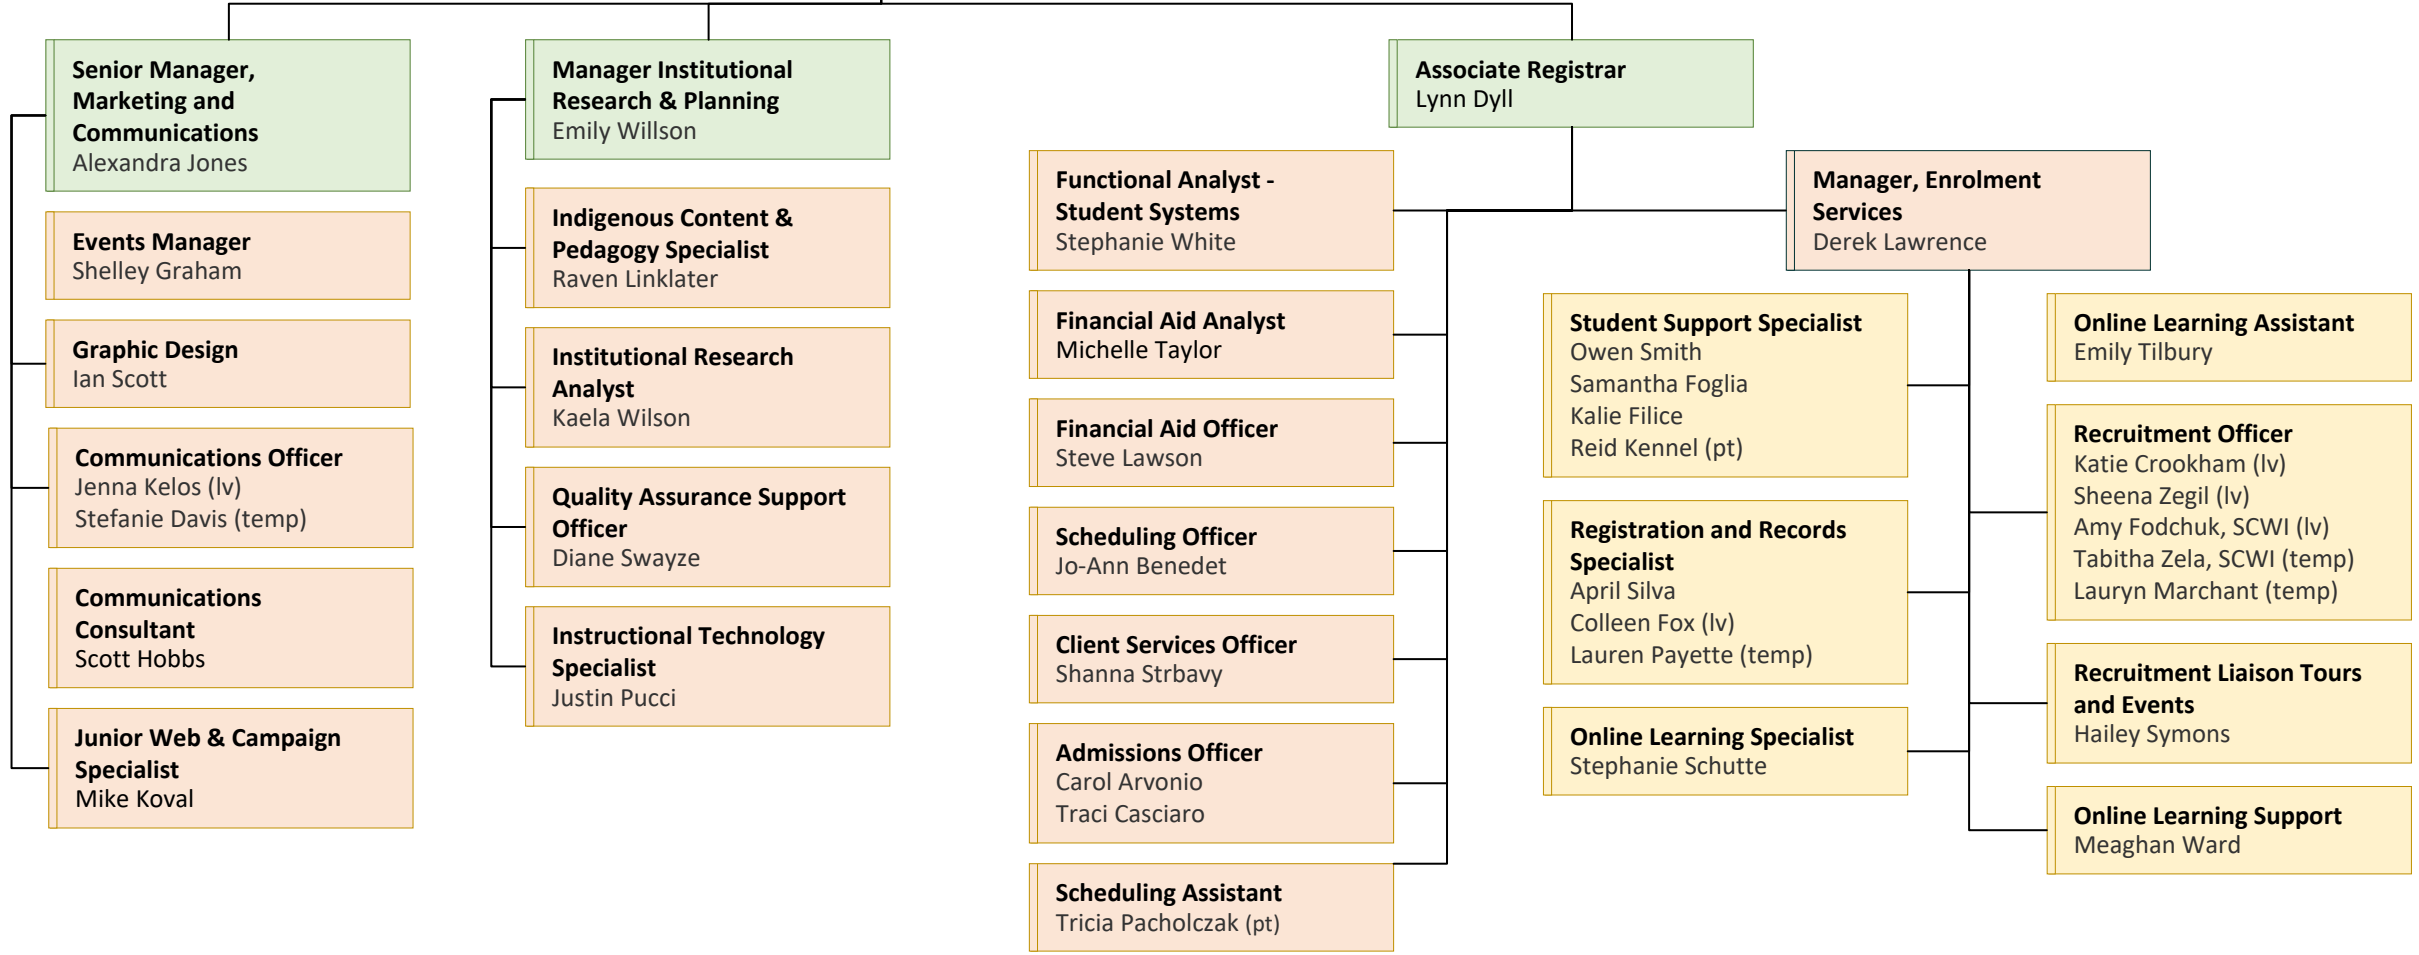 Senior Manager,
Marketing and
Communications
Alexandra Jones
Events Manager
Shelley Graham
Graphic Design
Ian Scott
Communications Officer
Jenna Kelos (lv)
Stefanie Davis (temp)
Communications
Consultant
Scott Hobbs
Junior Web & Campaign
Specialist
Mike Koval
Manager Institutional
Research & Planning
Emily Willson
Indigenous Content &
Pedagogy Specialist
Raven Linklater
Institutional Research
Analyst
Kaela Wilson
Quality Assurance Support
Officer
Diane Swayze
Instructional Technology
Specialist
Justin Pucci
Associate Registrar
Lynn Dyll
Functional Analyst -
Student Systems
Stephanie White
Financial Aid Analyst
Michelle Taylor
Financial Aid Officer
Steve Lawson
Scheduling Officer
Jo-Ann Benedet
Client Services Officer
Shanna Strbavy
Admissions Officer
Carol Arvonio
Traci Casciaro
Scheduling Assistant
Tricia Pacholczak (pt)
Manager, Enrolment
Services
Derek Lawrence
Student Support Specialist
Owen Smith
Samantha Foglia
Kalie Filice
Reid Kennel (pt)
Registration and Records
Specialist
April Silva
Colleen Fox (lv)
Lauren Payette (temp)
Online Learning Specialist
Stephanie Schutte
Online Learning Assistant
Emily Tilbury
Recruitment Officer
Katie Crookham (lv)
Sheena Zegil (lv)
Amy Fodchuk, SCWI (lv)
Tabitha Zela, SCWI (temp)
Lauryn Marchant (temp)
Recruitment Liaison Tours
and Events
Hailey Symons
Online Learning Support
Meaghan Ward